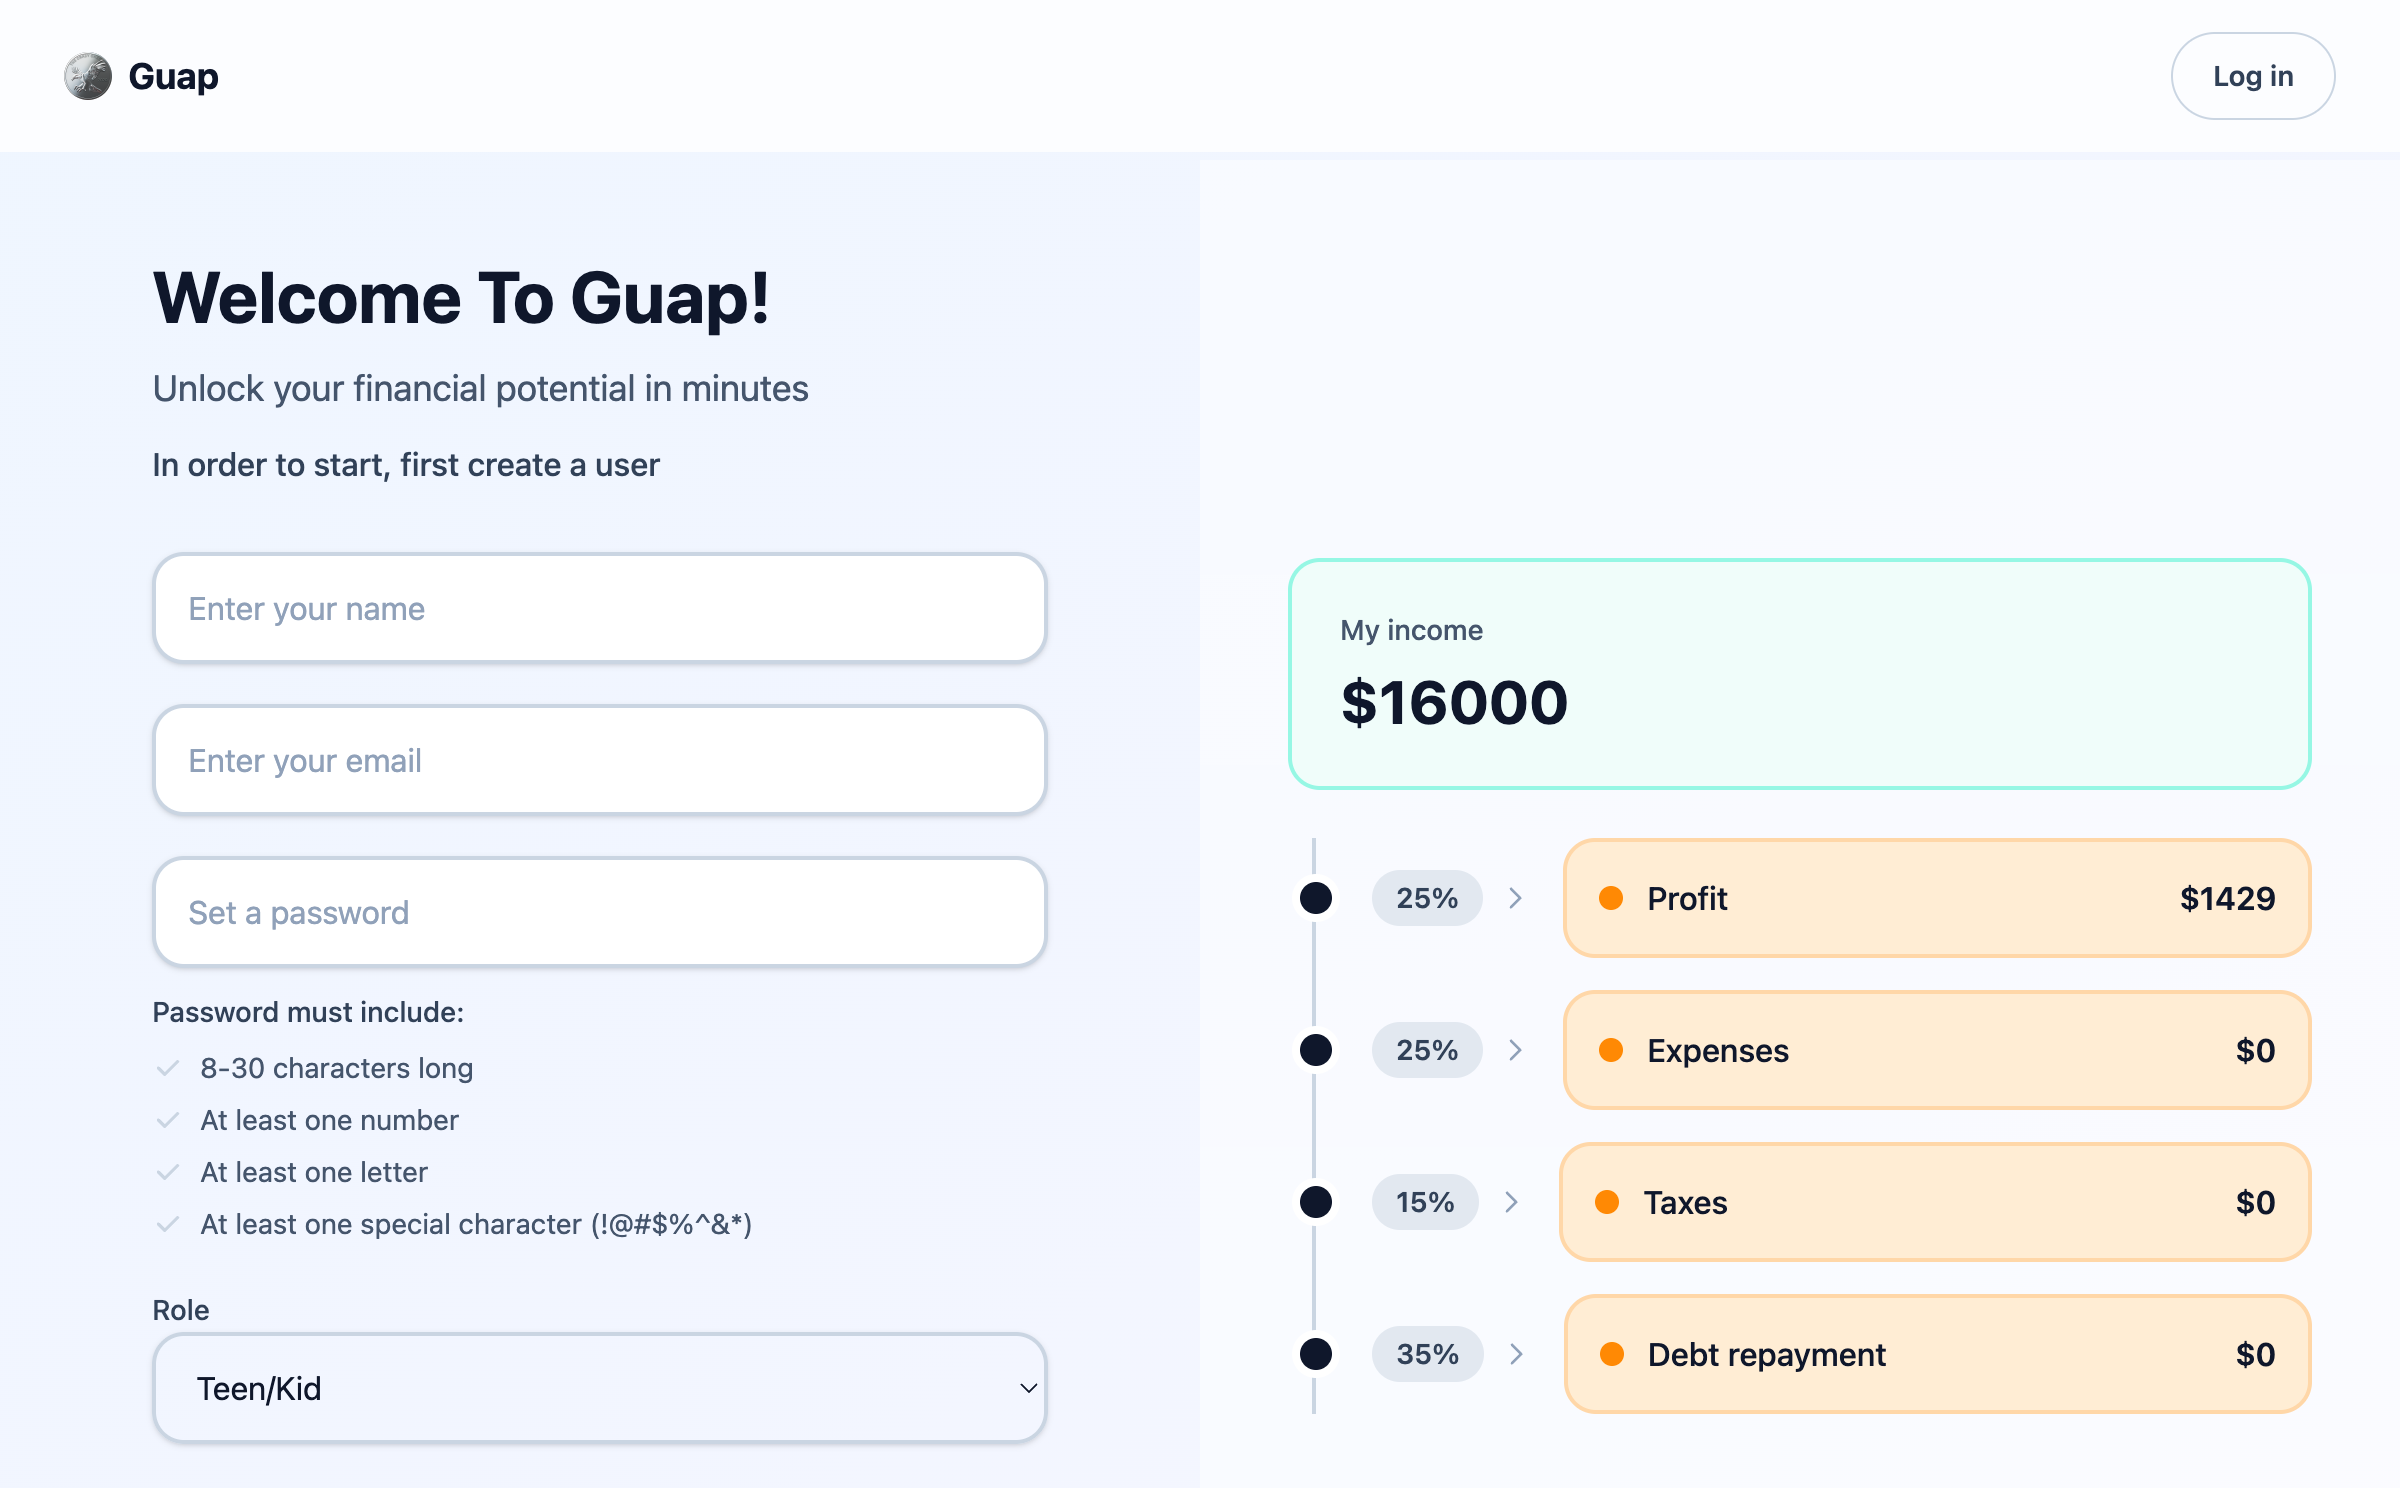 Guap
Log in
Welcome To Guap!
Unlock your financial potential in minutes
In order to start, first create a user
Enter your name
Enter your email
Set a password
Password must include:
8-30 characters long
At least one number
At least one letter
At least one special character (!@#$%^&*)
Role
Teen/Kid
My income
$16000
25% Profit $1429
25% Expenses $0
15% Taxes $0
35% Debt repayment $0